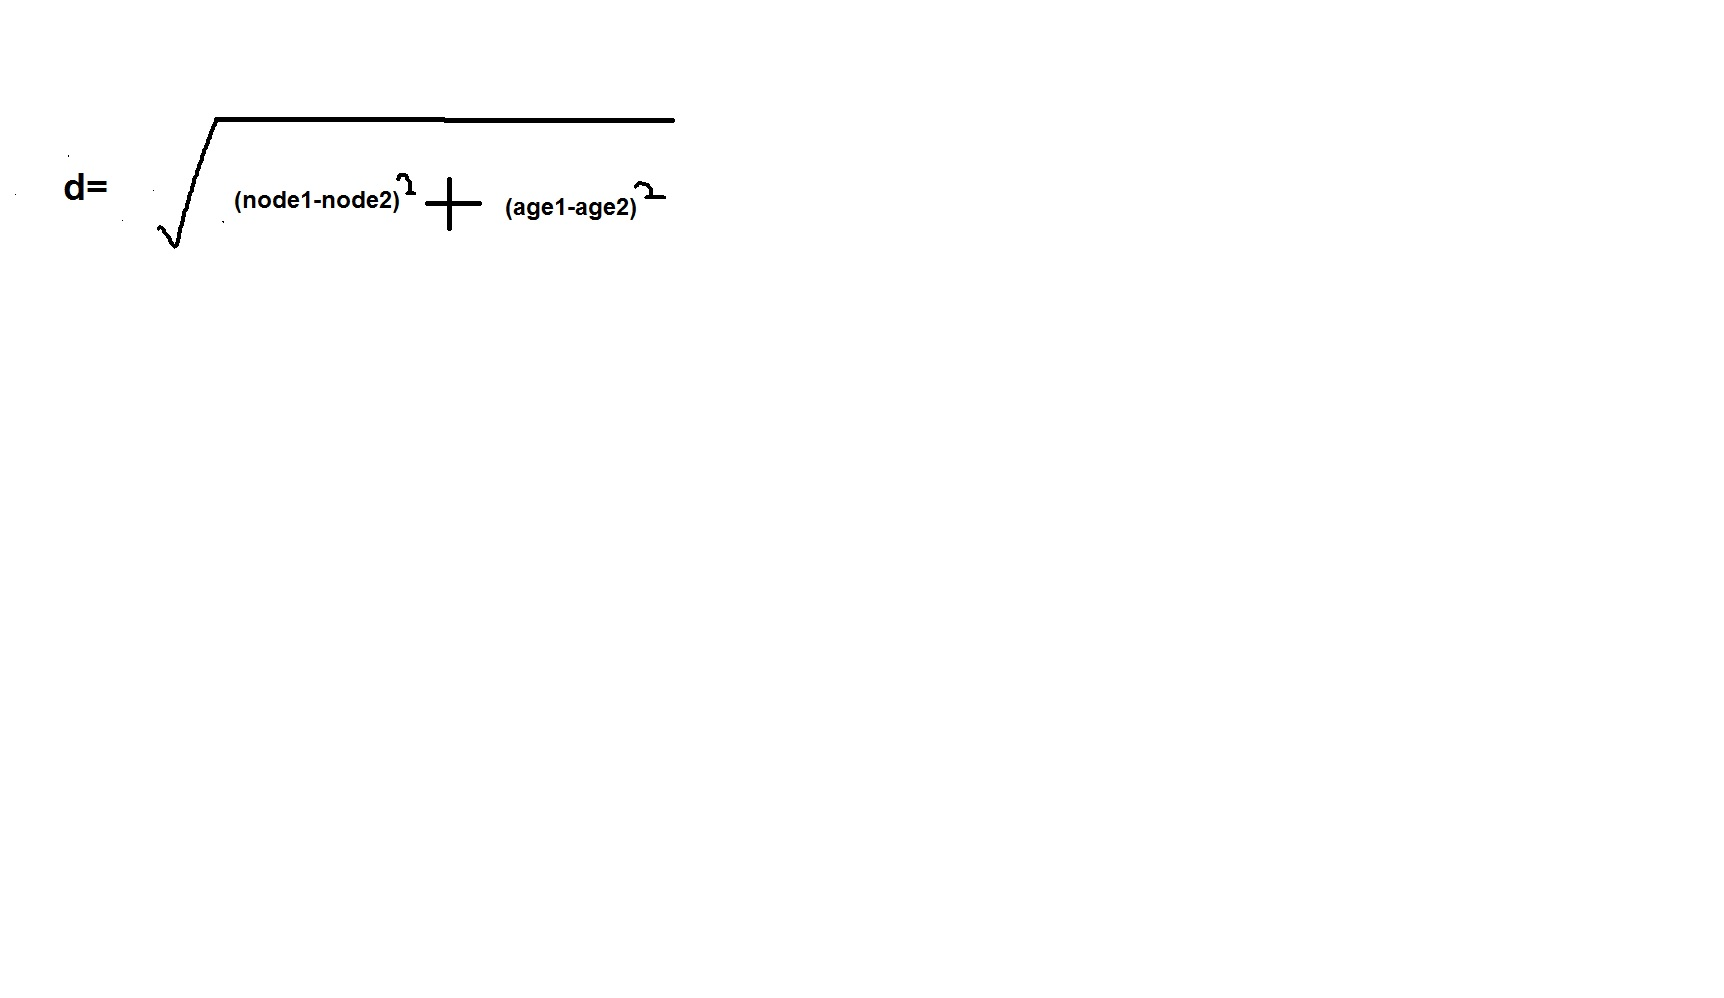 d= √ (node1-node2)² + (age1-age2)²